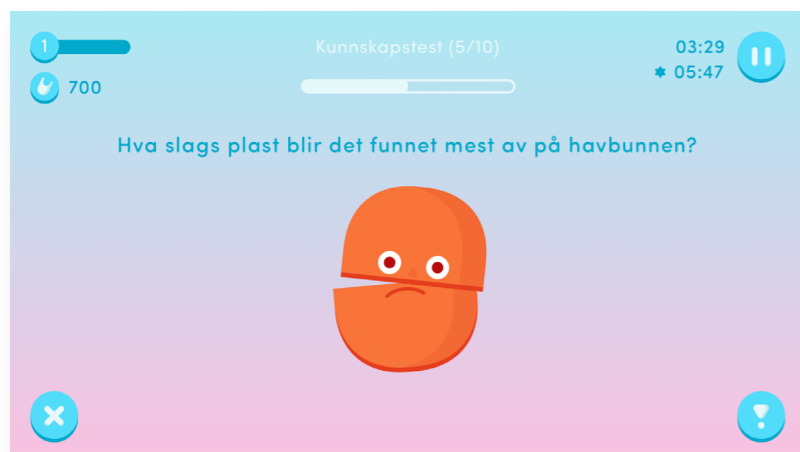 1
Kunnskapstest (5/10)
03:29
05:47
700
Hva slags plast blir det funnet mest av på havbunnen?